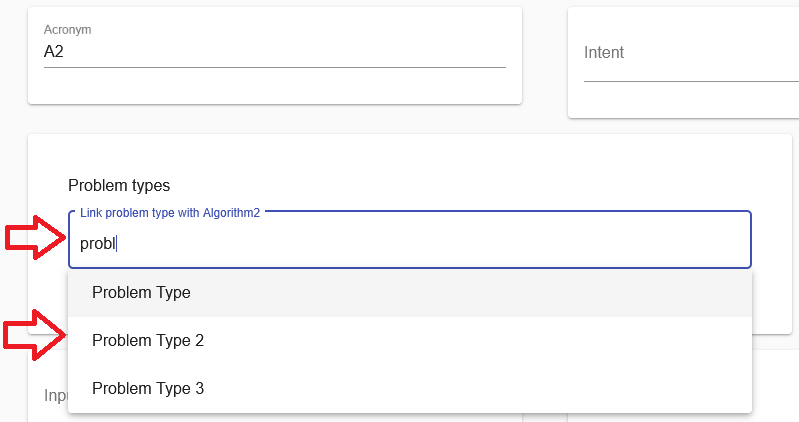 Acronym
A2
Intent
Problem types
Link problem type with Algorithm2
probl
Problem Type
Problem Type 2
Problem Type 3